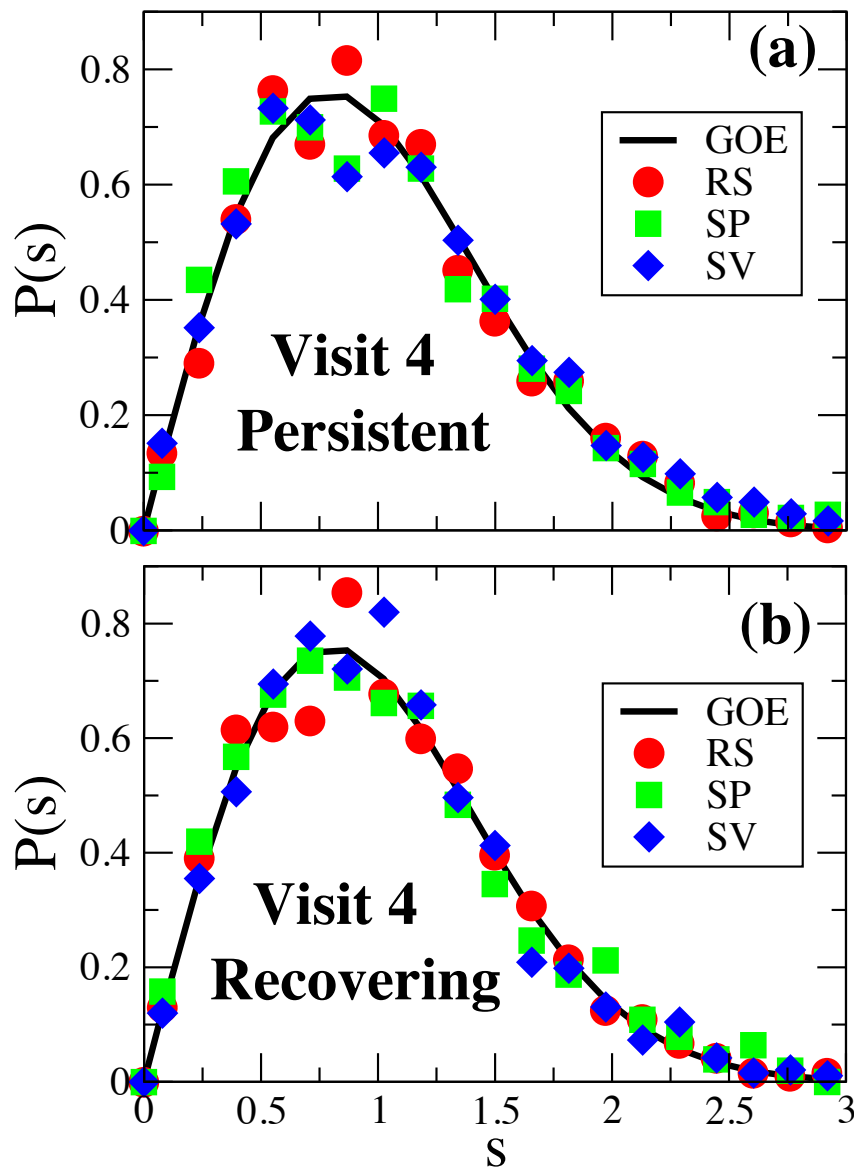 (a)
0.8
GOE
RS
0.6
SP
SV
P(s)
0.4
Visit 4
0.2
Persistent
0
(b)
0.8
GOE
RS
0.6
SP
SV
P(s)
0.4
Visit 4
0.2
Recovering
0
0 0.5 1 1.5 2 2.5 3
s